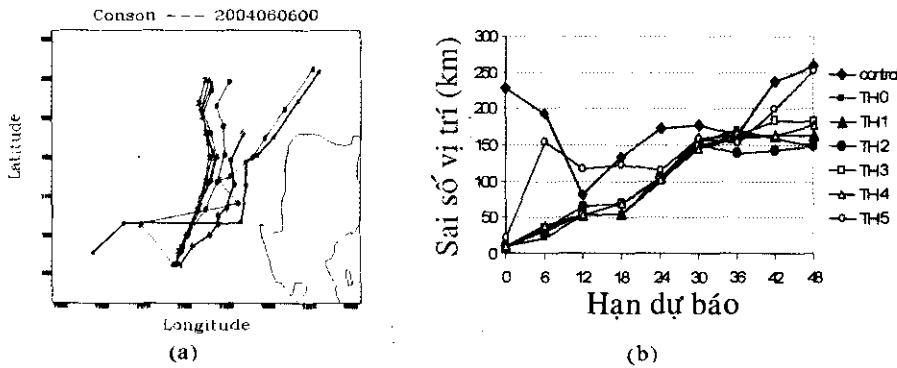 Conson --- 2004060600
Latitude
Longitude
(a)
Sai số vị trí (km)
300
250
200
150
100
50
0
0 6 12 18 24 30 36 42 48
Hạn dự báo
contro
TH0
TH1
TH2
TH3
TH4
TH5
(b)